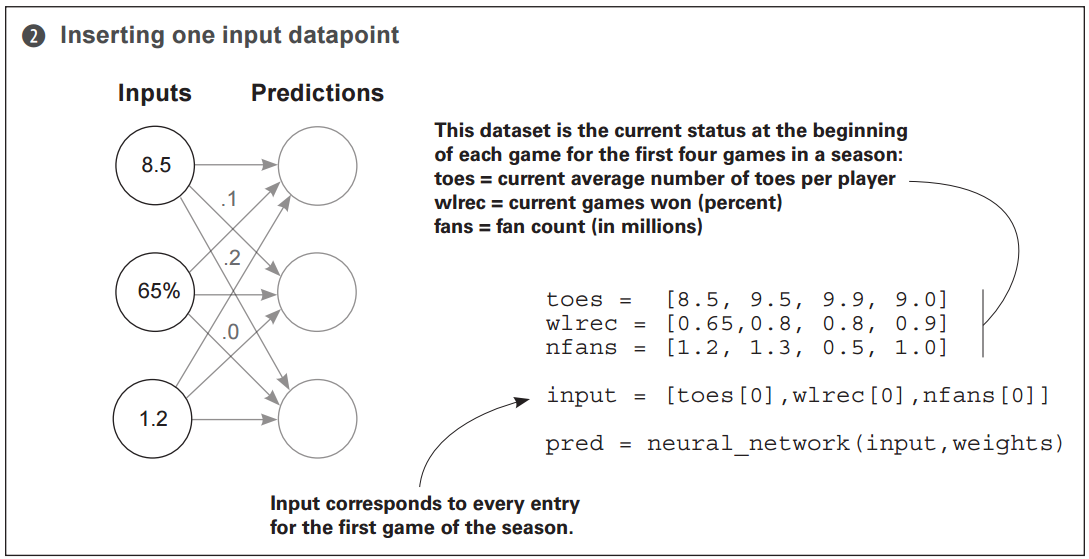 2 Inserting one input datapoint
Inputs Predictions
8.5
.1
65%
.2
.0
1.2
This dataset is the current status at the beginning
of each game for the first four games in a season:
toes = current average number of toes per player
wlrec = current games won (percent)
fans = fan count (in millions)
toes = [8.5, 9.5, 9.9, 9.0]
wlrec = [0.65,0.8, 0.8, 0.9]
nfans = [1.2, 1.3, 0.5, 1.0]
input = [toes[0],wlrec[0],nfans[0]]
pred = neural_network(input,weights)
Input corresponds to every entry
for the first game of the season.